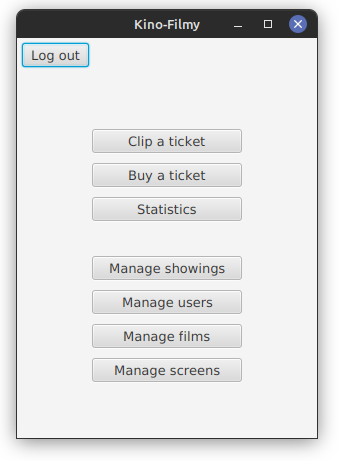 Kino-Filmy
Log out
Clip a ticket
Buy a ticket
Statistics
Manage showings
Manage users
Manage films
Manage screens